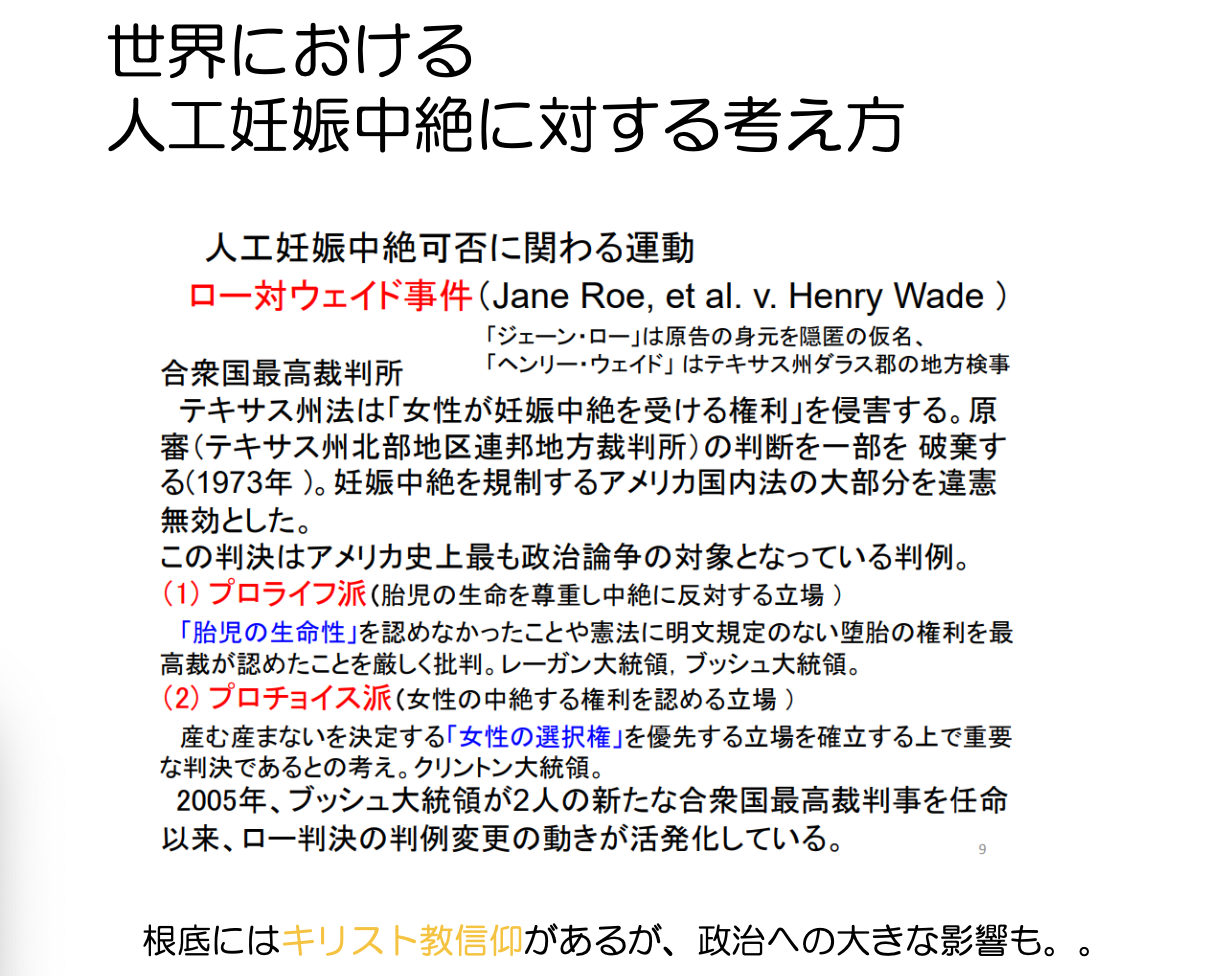 世界における
人工妊娠中絶に対する考え方
人工妊娠中絶可否に関わる運動
ロー対ウェイド事件(Jane Roe, et al. v. Henry Wade )
「ジェーン・ロー」は原告の身元を隠匿の仮名、
「ヘンリー・ウェイド」 はテキサス州ダラス郡の地方検事
合衆国最高裁判所
テキサス州法は「女性が妊娠中絶を受ける権利」を侵害する。原
審(テキサス州北部地区連邦地方裁判所)の判断を一部を 破棄す
る(1973年 )。妊娠中絶を規制するアメリカ国内法の大部分を違憲
無効とした。
この判決はアメリカ史上最も政治論争の対象となっている判例。
(1) プロライフ派(胎児の生命を尊重し中絶に反対する立場 )
「胎児の生命性」を認めなかったことや憲法に明文規定のない堕胎の権利を最
高裁が認めたことを厳しく批判。レーガン大統領, ブッシュ大統領。
(2) プロチョイス派(女性の中絶する権利を認める立場 )
産む産まないを決定する「女性の選択権」を優先する立場を確立する上で重要
な判決であるとの考え。クリントン大統領。
2005年、ブッシュ大統領が2人の新たな合衆国最高裁判事を任命
以来、ロー判決の判例変更の動きが活発化している。
9
根底にはキリスト教信仰があるが、政治への大きな影響も。。